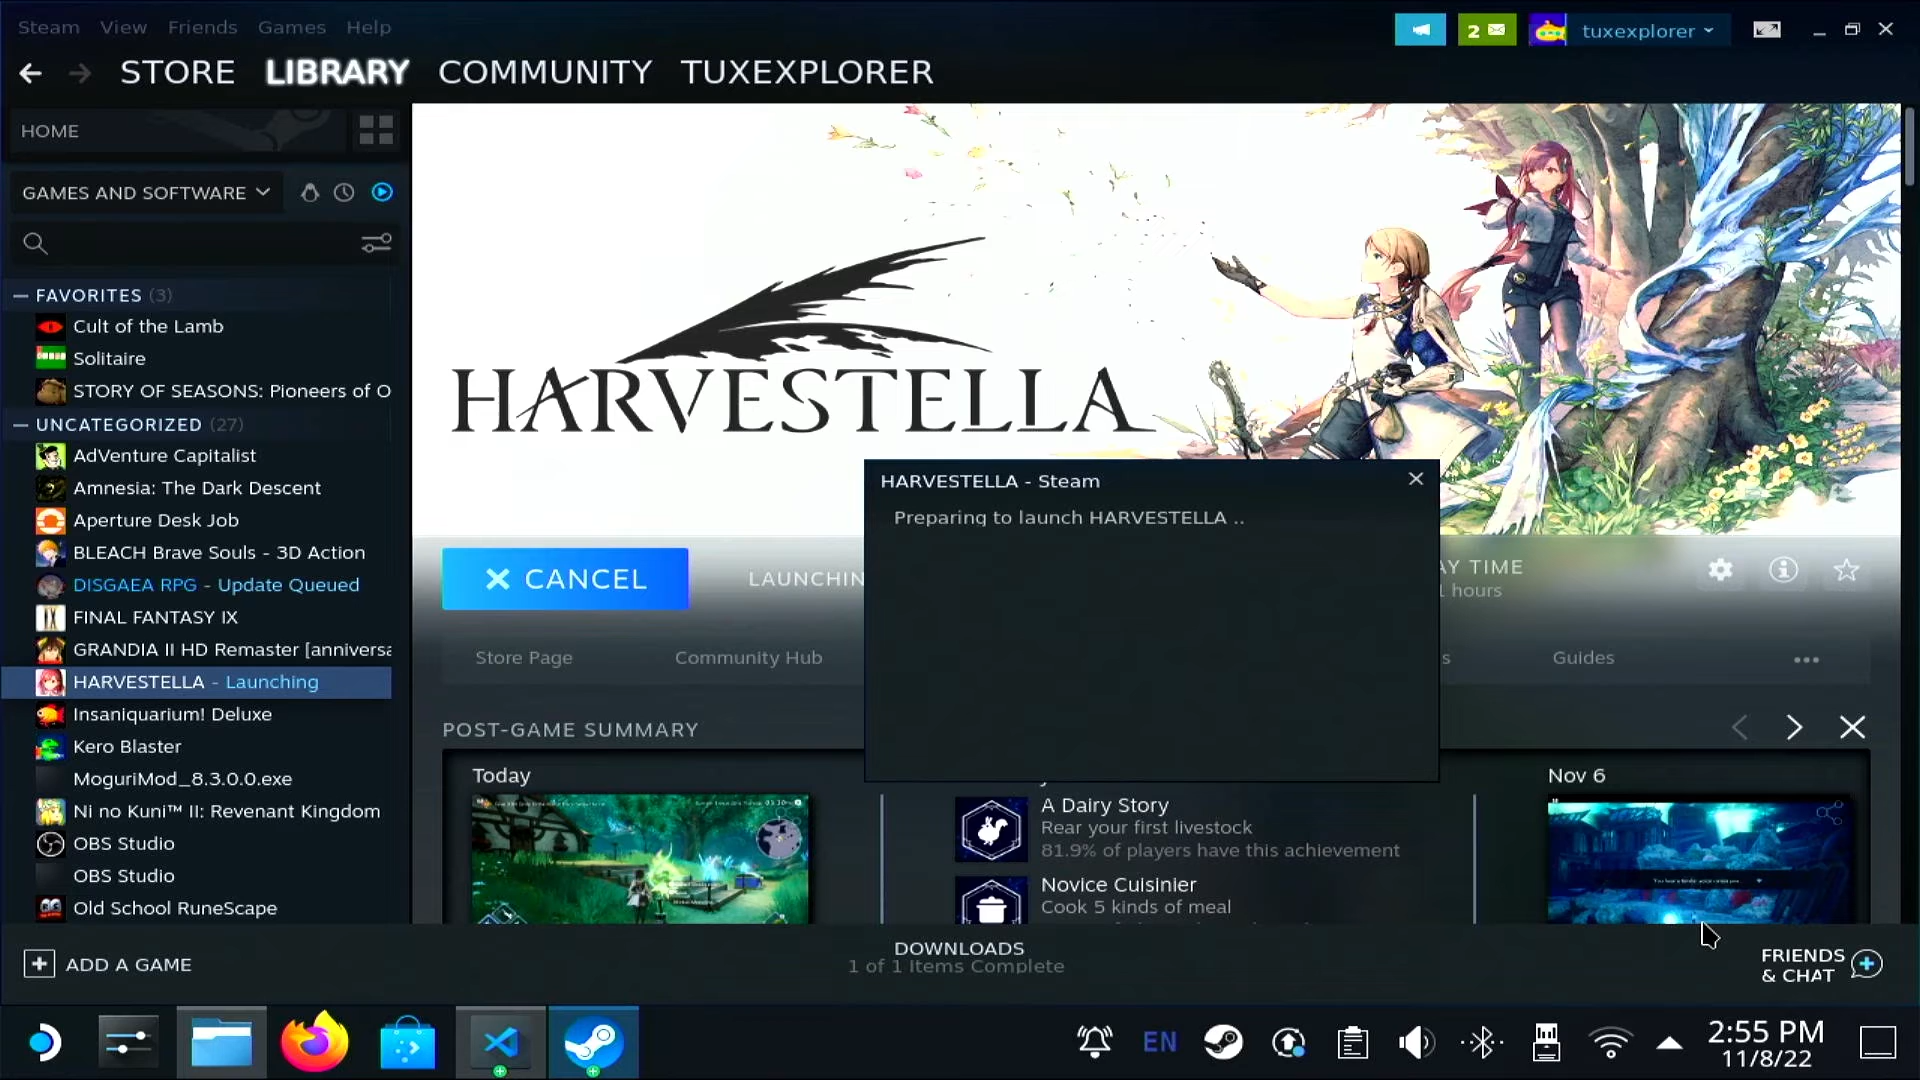 Steam View Friends Games Help
2
tuxexplorer
STORE LIBRARY COMMUNITY TUXEXPLORER
HOME
GAMES AND SOFTWARE
— FAVORITES (3)
Cult of the Lamb
Solitaire
STORY OF SEASONS: Pioneers of O
— UNCATEGORIZED (27)
AdVenture Capitalist
Amnesia: The Dark Descent
Aperture Desk Job
BLEACH Brave Souls - 3D Action
DISGAEA RPG - Update Queued
FINAL FANTASY IX
GRANDIA II HD Remaster [annivers
HARVESTELLA - Launching
Insaniquarium! Deluxe
Kero Blaster
MoguriMod_8.3.0.0.exe
Ni no Kuni™ II: Revenant Kingdom
OBS Studio
OBS Studio
Old School RuneScape
HARVESTELLA
HARVESTELLA - Steam
Preparing to launch HARVESTELLA ..
CANCEL
LAUNCHIN
AY TIME
1 hours
Store Page
Community Hub
s
Guides
POST-GAME SUMMARY
Today
A Dairy Story
Rear your first livestock
81.9% of players have this achievement
Novice Cuisinier
Cook 5 kinds of meal
Nov 6
ADD A GAME
DOWNLOADS
1 of 1 Items Complete
FRIENDS
& CHAT
EN
2:55 PM
11/8/22